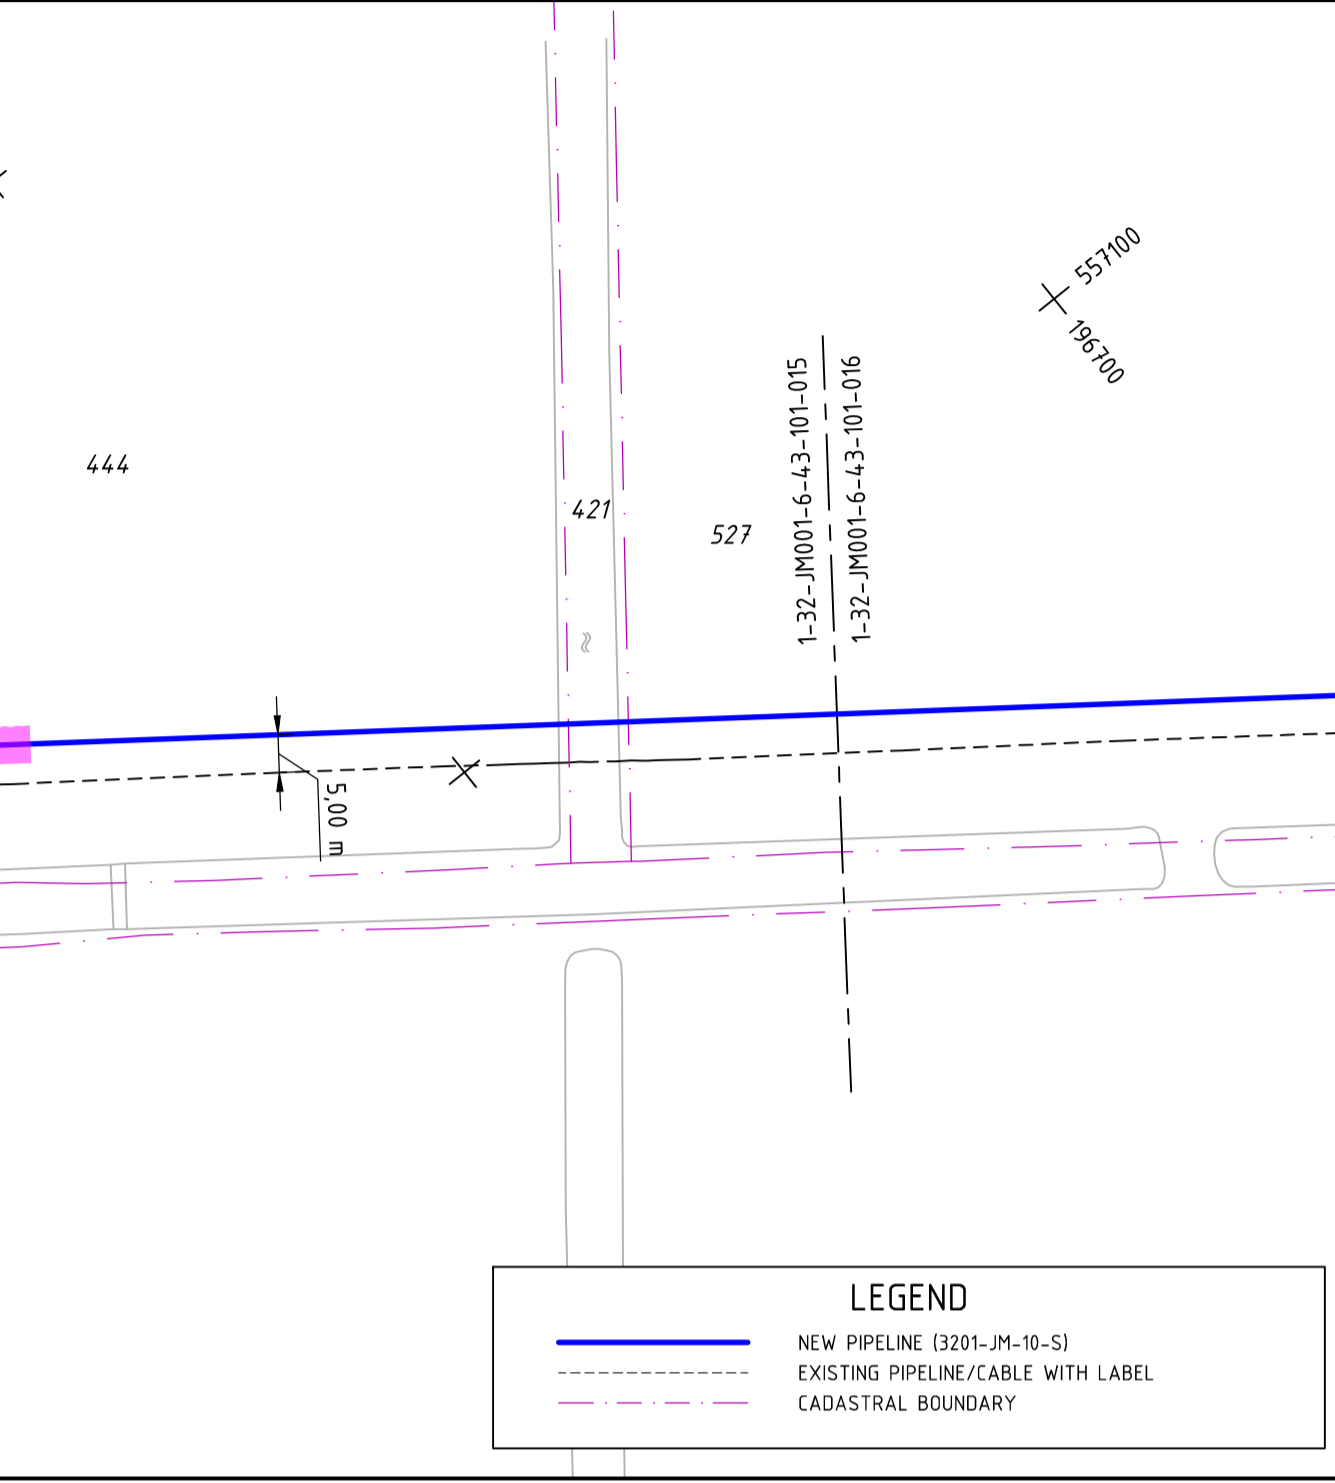 557100
196700
1-32-JM001-6-43-101-015
1-32-JM001-6-43-101-016
444
421
527
5,00 m
LEGEND
NEW PIPELINE (3201-JM-10-S)
EXISTING PIPELINE/CABLE WITH LABEL
CADASTRAL BOUNDARY